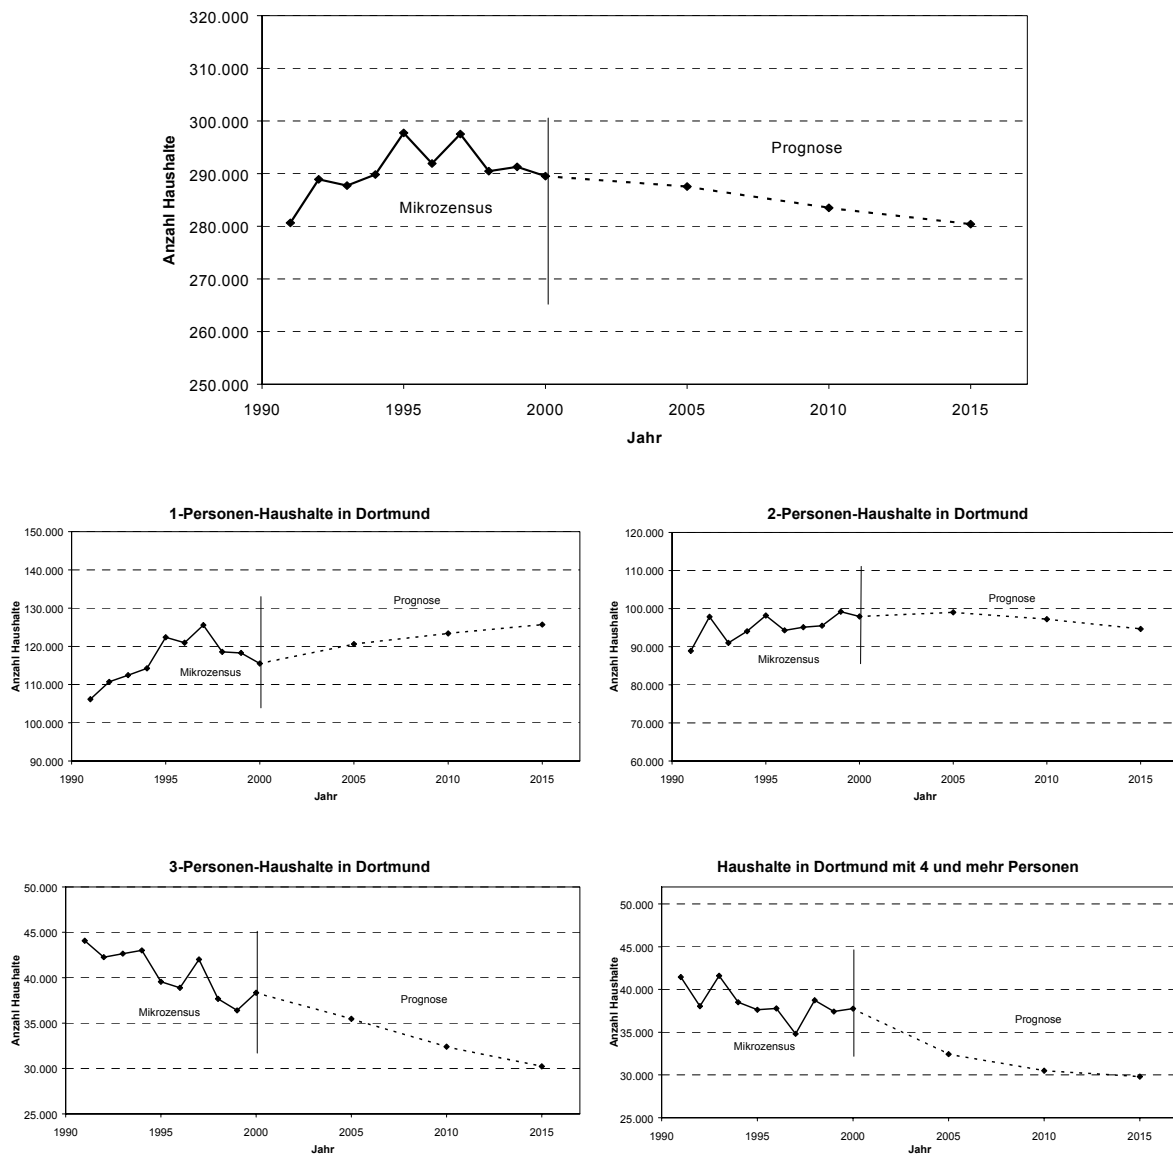 320.000
310.000
300.000
290.000
280.000
270.000
260.000
250.000
Anzahl Haushalte
Prognose
Mikrozensus
1990 1995 2000 2005 2010 2015
Jahr
1-Personen-Haushalte in Dortmund
150.000
140.000
130.000
120.000
110.000
100.000
90.000
Anzahl Haushalte
Prognose
Mikrozensus
1990 1995 2000 2005 2010 2015
Jahr
2-Personen-Haushalte in Dortmund
120.000
110.000
100.000
90.000
80.000
70.000
60.000
Anzahl Haushalte
Prognose
Mikrozensus
1990 1995 2000 2005 2010 2015
Jahr
3-Personen-Haushalte in Dortmund
50.000
45.000
40.000
35.000
30.000
25.000
Anzahl Haushalte
Prognose
Mikrozensus
1990 1995 2000 2005 2010 2015
Jahr
Haushalte in Dortmund mit 4 und mehr Personen
50.000
45.000
40.000
35.000
30.000
25.000
Anzahl Haushalte
Prognose
Mikrozensus
1990 1995 2000 2005 2010 2015
Jahr